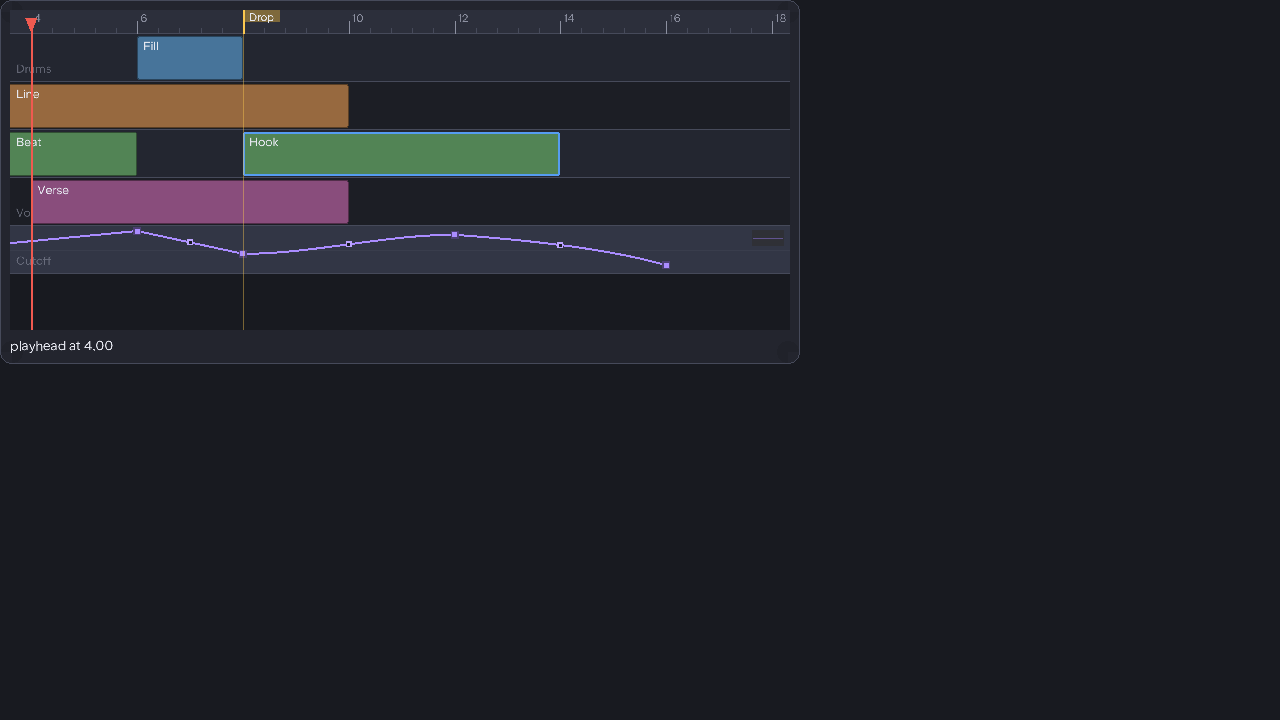 4 6 Drop 10 12 14 16 18
Fill
Drums
Line
Beat Hook
Verse
Vo
Cutoff
playhead at 4.00